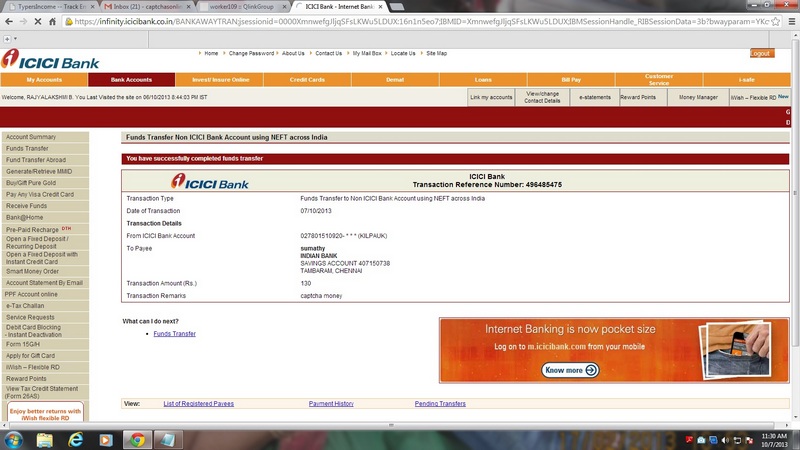 TypersIncome — Track Ea
Inbox (21) - captchasonlin
worker109 :: QlinkGroup
ICICI Bank - Internet Bank
https://infinity.icicibank.co.in/BANKAWAYTRAN;jsessionid=
ICICI Bank
Home
Change Password
About Us
Contact Us
My Mail Box
Locate Us
Site Map
Logout
My Accounts
Bank Accounts
Invest/ Insure Online
Credit Cards
Demat
Loans
Bill Pay
Customer Service
i-safe
Welcome, RAJYALAKSHMI B. You Last Visited the site on 06/10/2013 8:44:03 PM IST
Link my accounts
View/change Contact Details
e-statements
Reward Points
Money Manager
iWish – Flexible RD New
G
D
Account Summary
Funds Transfer
Fund Transfer Abroad
Generate/Retrieve MMID
Buy/Gift Pure Gold
Pay Any Visa Credit Card
Receive Funds
Bank@Home
Pre-Paid Recharge DTH
Open a Fixed Deposit /
Recurring Deposit
Open a Fixed Deposit with
Instant Credit Card
Smart Money Order
Account Statement By Email
PPF Account online
e-Tax Challan
Service Requests
Debit Card Blocking
- Instant Deactivation
Form 15G/H
Apply for Gift Card
iWish – Flexible RD
Reward Points
View Tax Credit Statement
(Form 26AS)
Enjoy better returns with
iWish flexible RD
Funds Transfer Non ICICI Bank Account using NEFT across India
You have successfully completed funds transfer
ICICI Bank
ICICI Bank
Transaction Reference Number: 496485475
Transaction Type Funds Transfer to Non ICICI Bank Account using NEFT across India
Date of Transaction 07/10/2013
Transaction Details
From ICICI Bank Account 027801510920- * * * (KILPAUK)
To Payee sumathy
INDIAN BANK
SAVINGS ACCOUNT 407150738
TAMBARAM, CHENNAI
Transaction Amount (Rs.) 130
Transaction Remarks captcha money
What can I do next?
Funds Transfer
Internet Banking is now pocket size
Log on to m.icicibank.com from your mobile
Know more
View: List of Registered Payees Payment History Pending Transfers
11:30 AM
10/7/2013